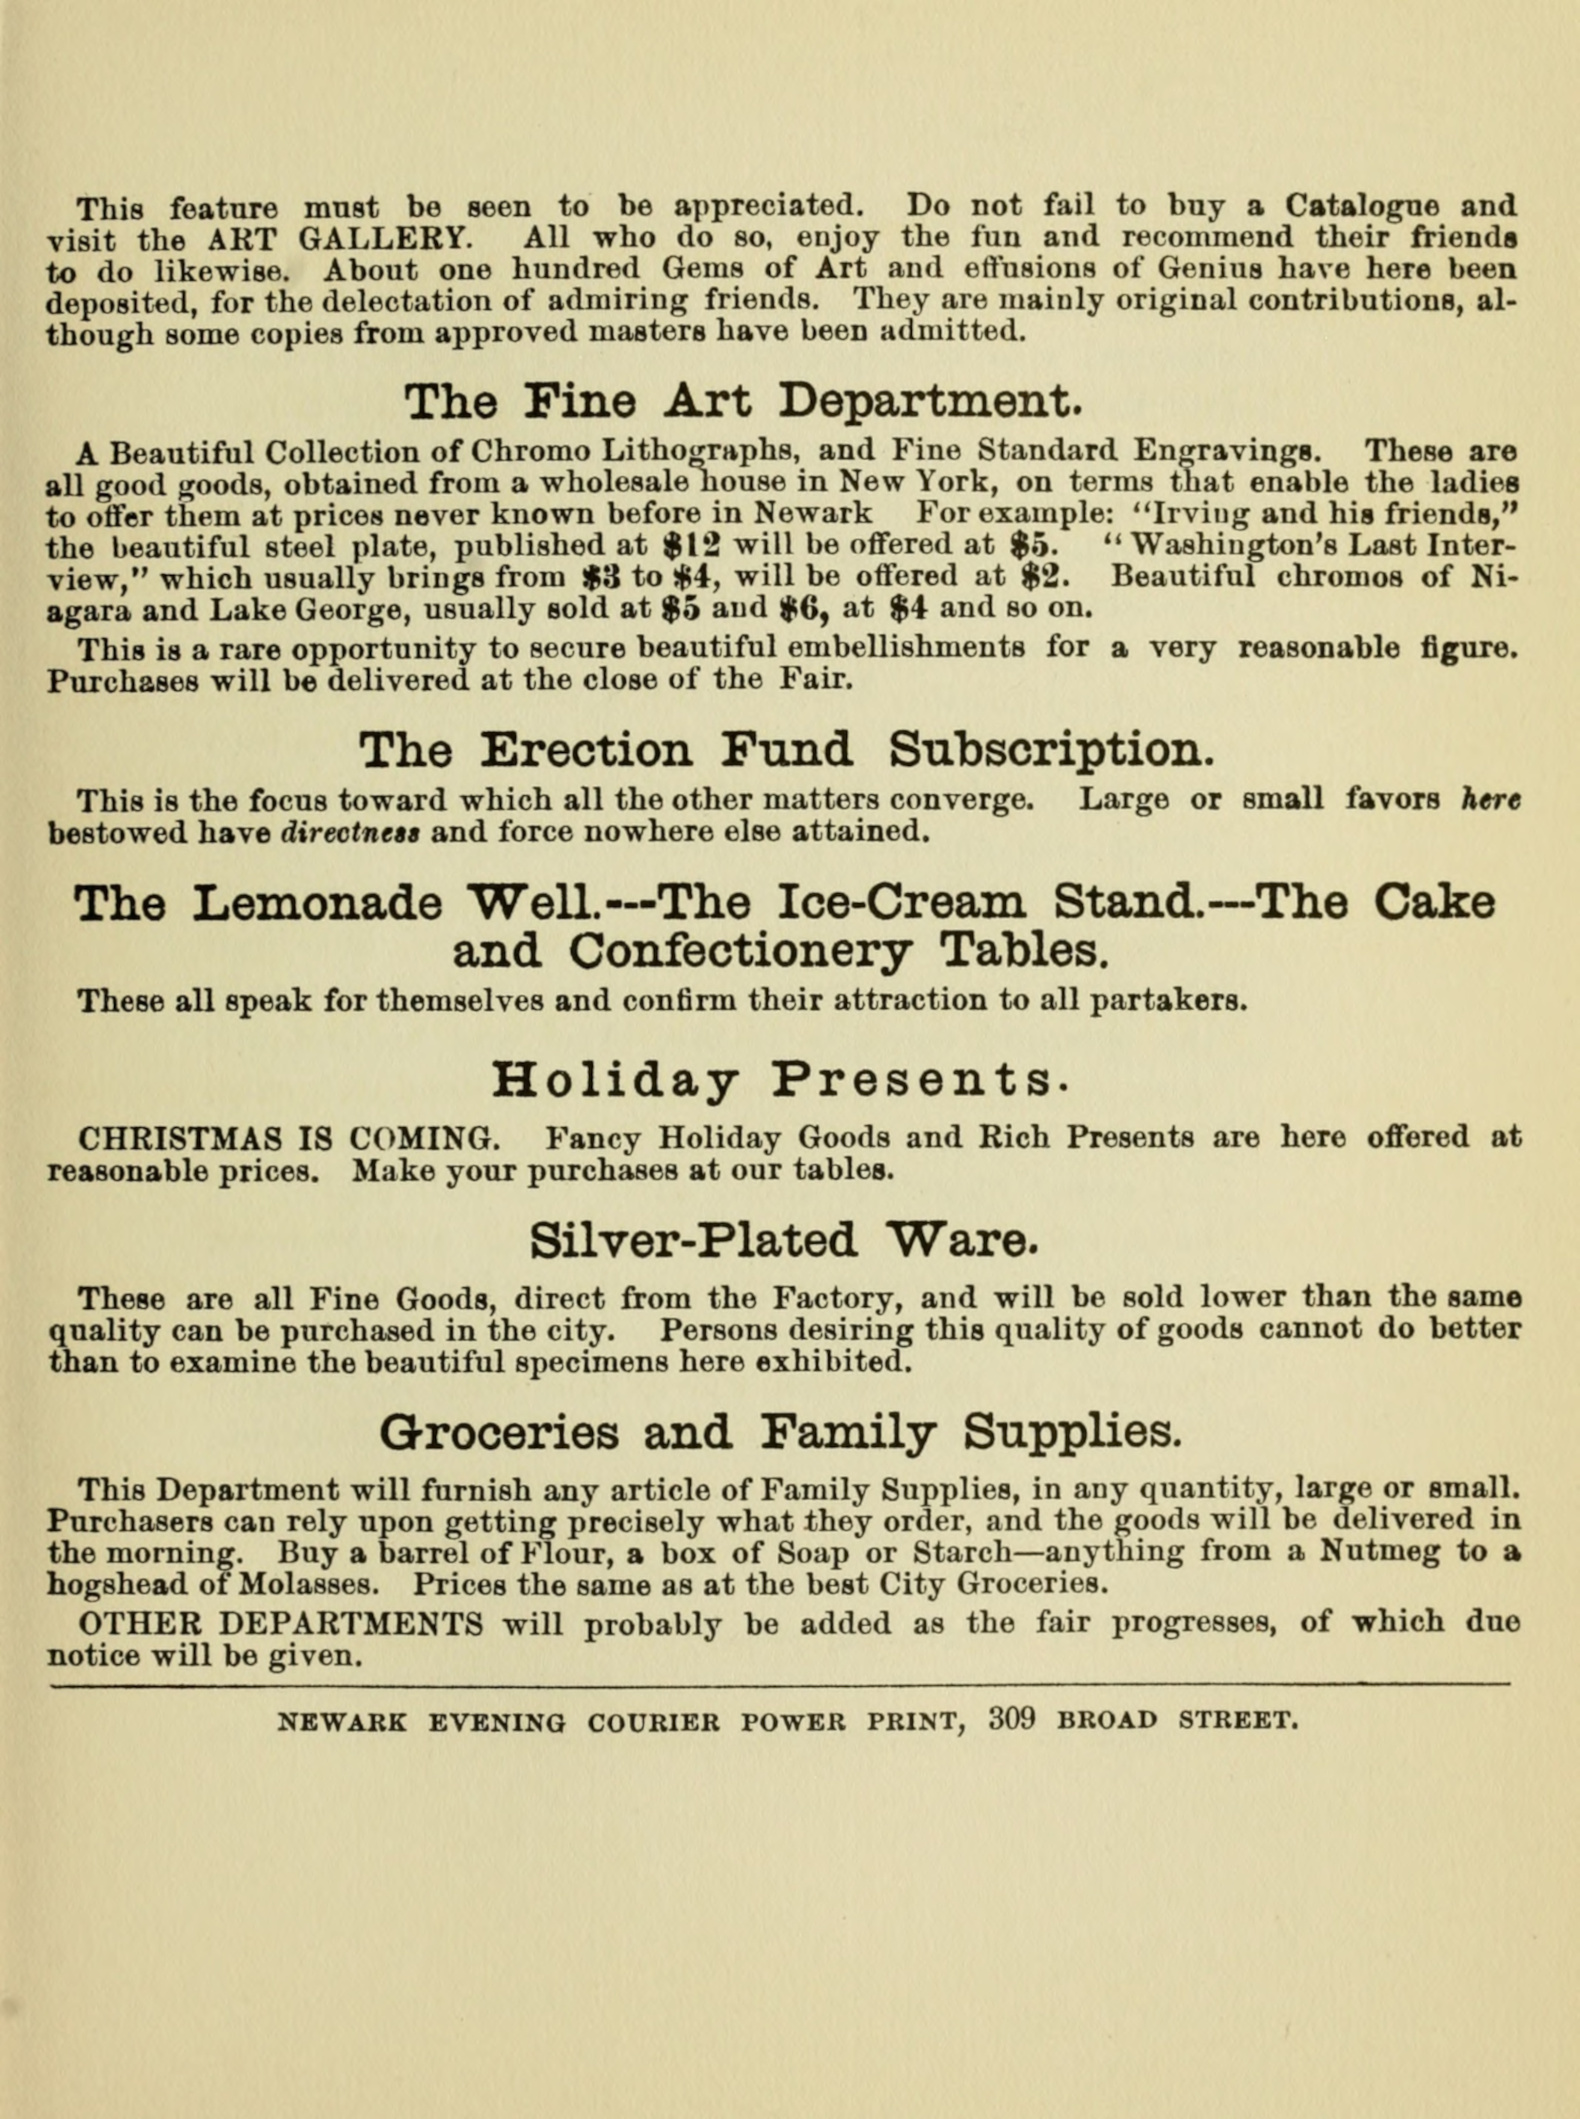 This feature must be seen to be appreciated. Do not fail to buy a Catalogue and
visit the ART GALLERY. All who do so, enjoy the fun and recommend their friends
to do likewise. About one hundred Gems of Art and effusions of Genius have here been
deposited, for the delectation of admiring friends. They are mainly original contributions, al-
though some copies from approved masters have been admitted.
The Fine Art Department.
A Beautiful Collection of Chromo Lithographs, and Fine Standard Engravings. These are
all good goods, obtained from a wholesale house in New York, on terms that enable the ladies
to offer them at prices never known before in Newark For example: "Irving and his friends,"
the beautiful steel plate, published at $12 will be offered at $5. "Washington's Last Inter-
view," which usually brings from $3 to $4, will be offered at $2. Beautiful chromos of Ni-
agara and Lake George, usually sold at $5 and $6, at $4 and so on.
This is a rare opportunity to secure beautiful embellishments for a very reasonable figure.
Purchases will be delivered at the close of the Fair.
The Erection Fund Subscription.
This is the focus toward which all the other matters converge. Large or small favors here
bestowed have directness and force nowhere else attained.
The Lemonade Well.---The Ice-Cream Stand.---The Cake
and Confectionery Tables.
These all speak for themselves and confirm their attraction to all partakers.
Holiday Presents.
CHRISTMAS IS COMING. Fancy Holiday Goods and Rich Presents are here offered at
reasonable prices. Make your purchases at our tables.
Silver-Plated Ware.
These are all Fine Goods, direct from the Factory, and will be sold lower than the same
quality can be purchased in the city. Persons desiring this quality of goods cannot do better
than to examine the beautiful specimens here exhibited.
Groceries and Family Supplies.
This Department will furnish any article of Family Supplies, in any quantity, large or small.
Purchasers can rely upon getting precisely what they order, and the goods will be delivered in
the morning. Buy a barrel of Flour, a box of Soap or Starch—anything from a Nutmeg to a
hogshead of Molasses. Prices the same as at the best City Groceries.
OTHER DEPARTMENTS will probably be added as the fair progresses, of which due
notice will be given.
NEWARK EVENING COURIER POWER PRINT, 309 BROAD STREET.